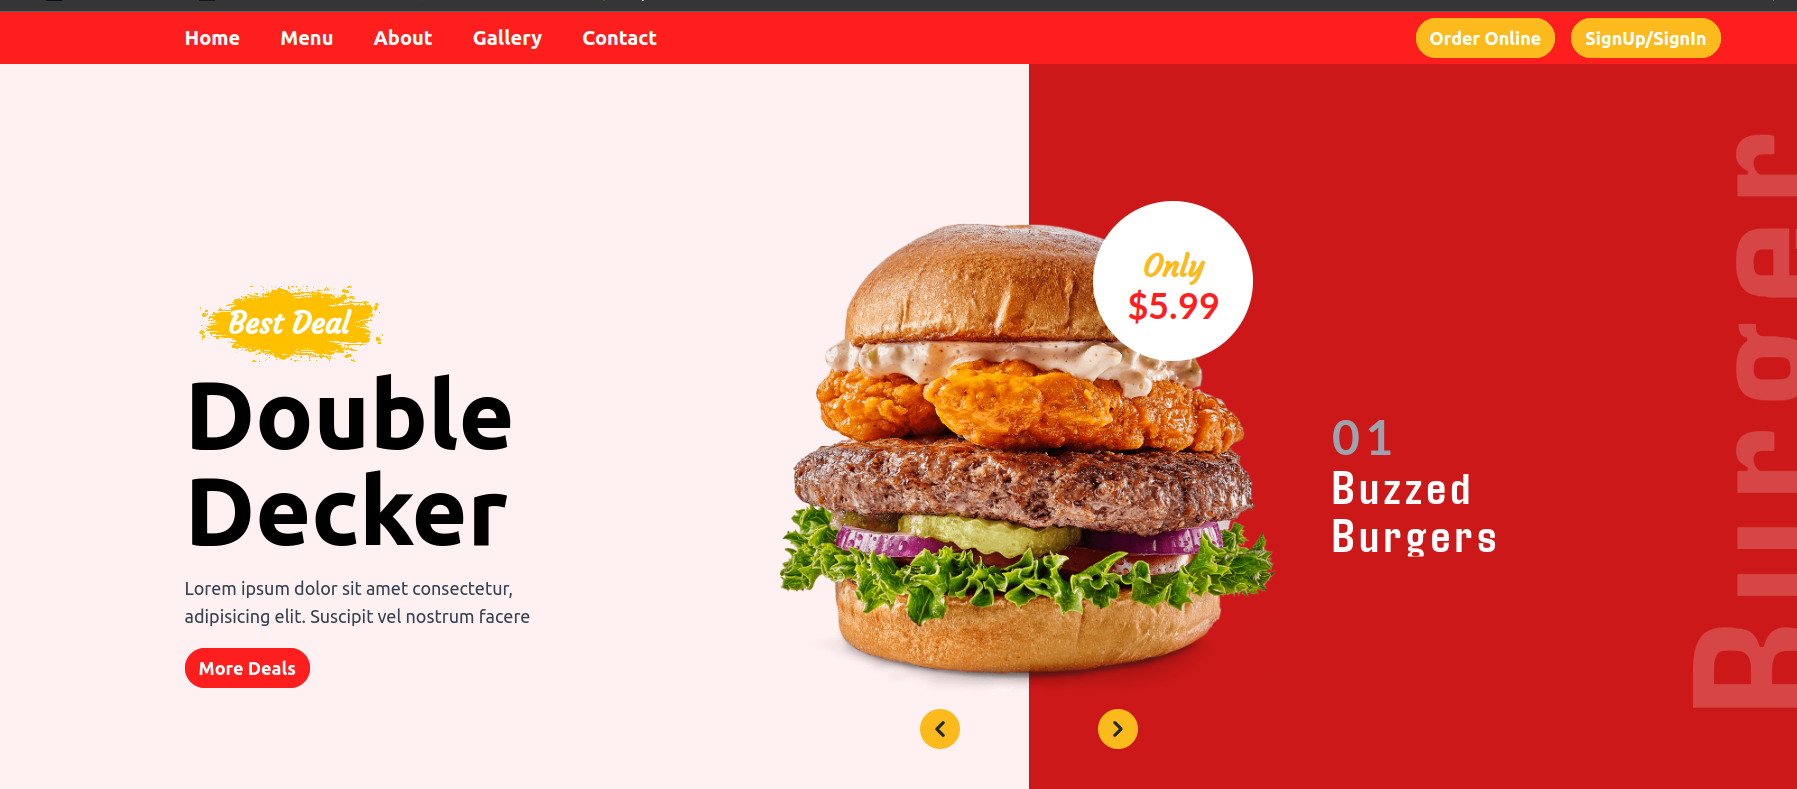 Home Menu About Gallery Contact Order Online SignUp/SignIn
Best Deal
Double
Decker
Lorem ipsum dolor sit amet consectetur,
adipisicing elit. Suscipit vel nostrum facere
More Deals
Only
$5.99
01
Buzzed
Burgers
Burger